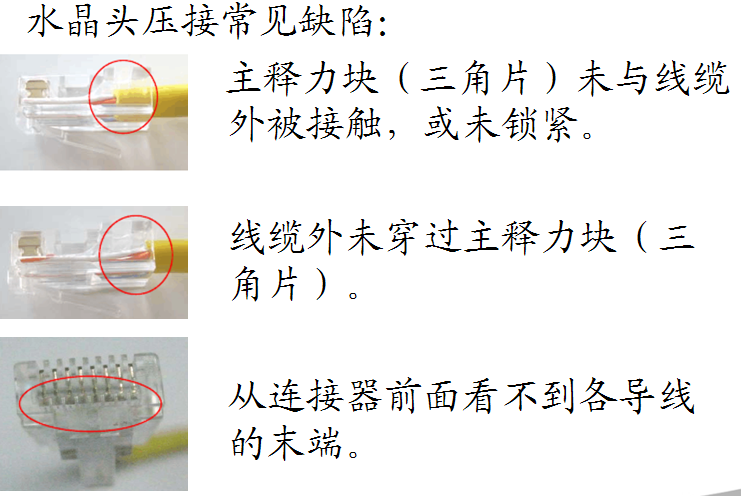 水晶头压接常见缺陷：
主释力块（三角片）未与线缆
外被接触，或未锁紧。
线缆外未穿过主释力块（三
角片）。
从连接器前面看不到各导线
的末端。